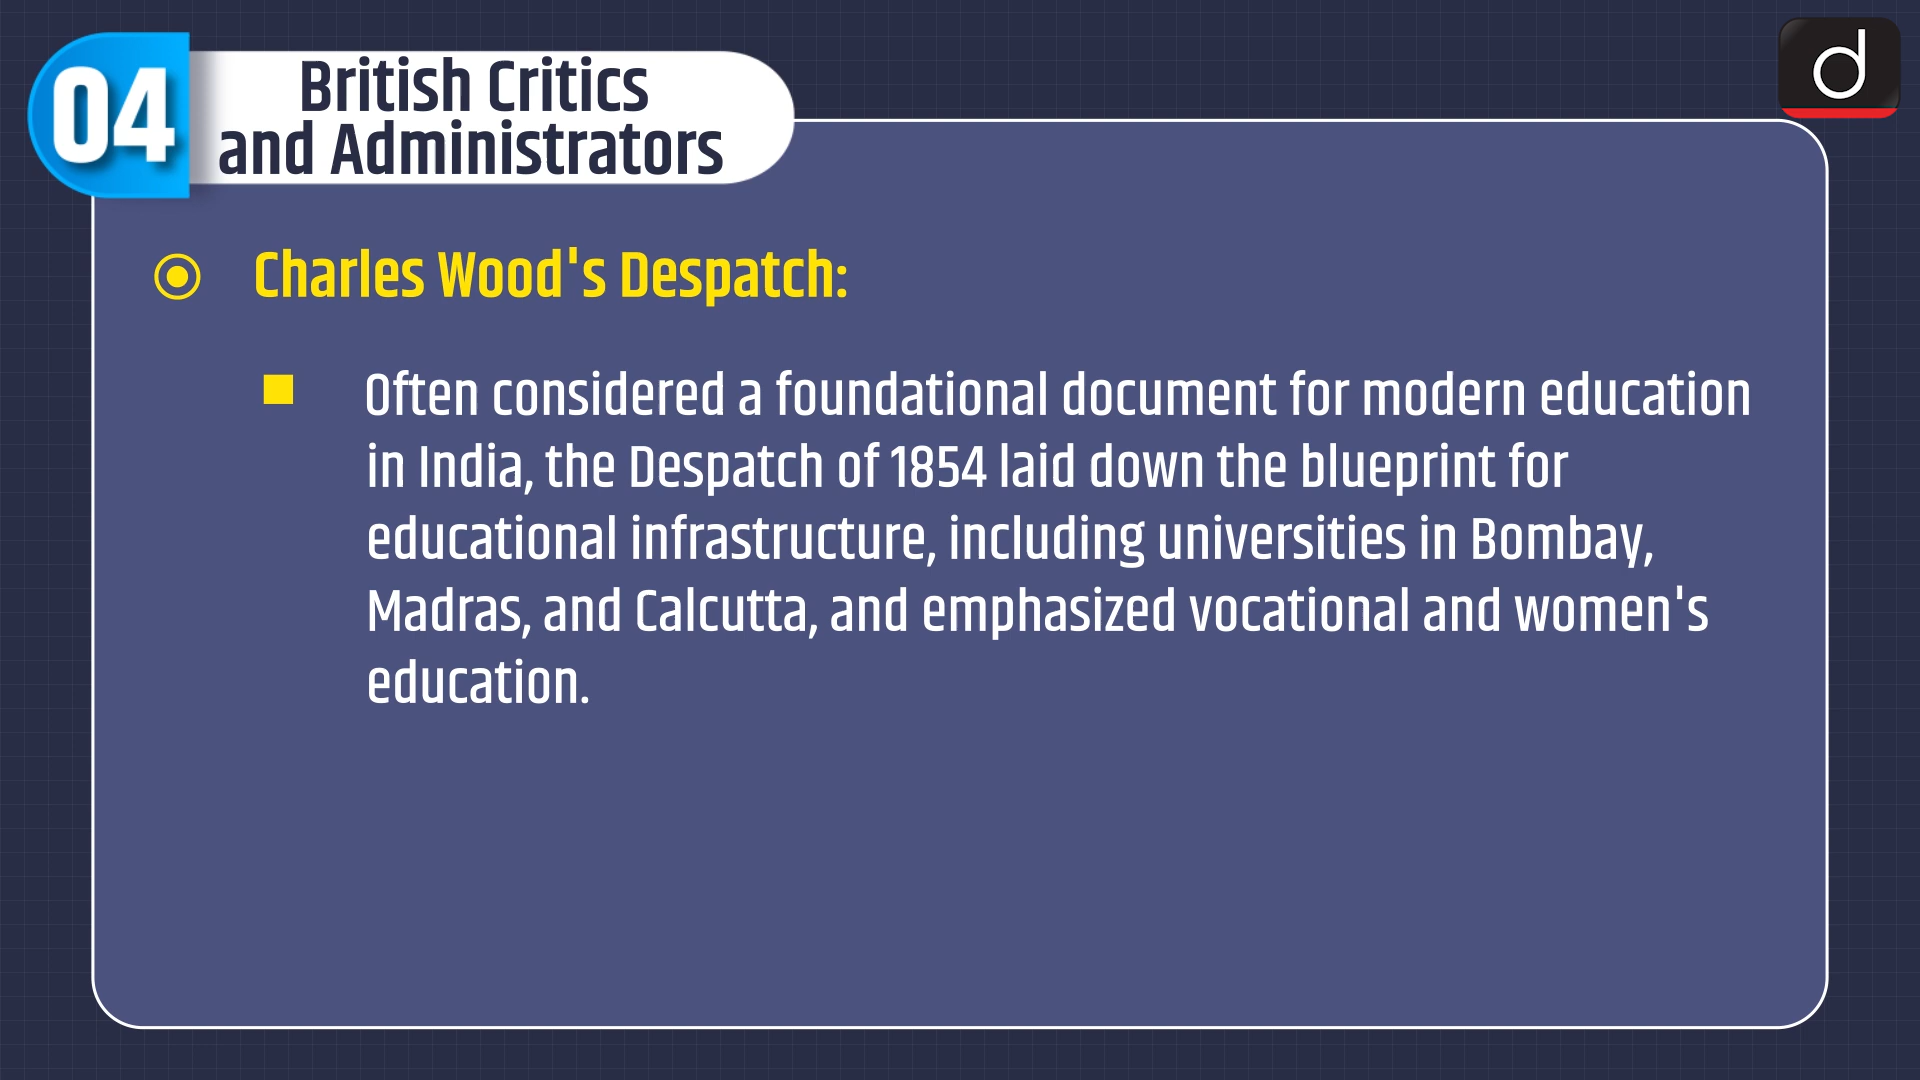 04
British Critics
and Administrators
d
Charles Wood's Despatch:
Often considered a foundational document for modern education
in India, the Despatch of 1854 laid down the blueprint for
educational infrastructure, including universities in Bombay,
Madras, and Calcutta, and emphasized vocational and women's
education.